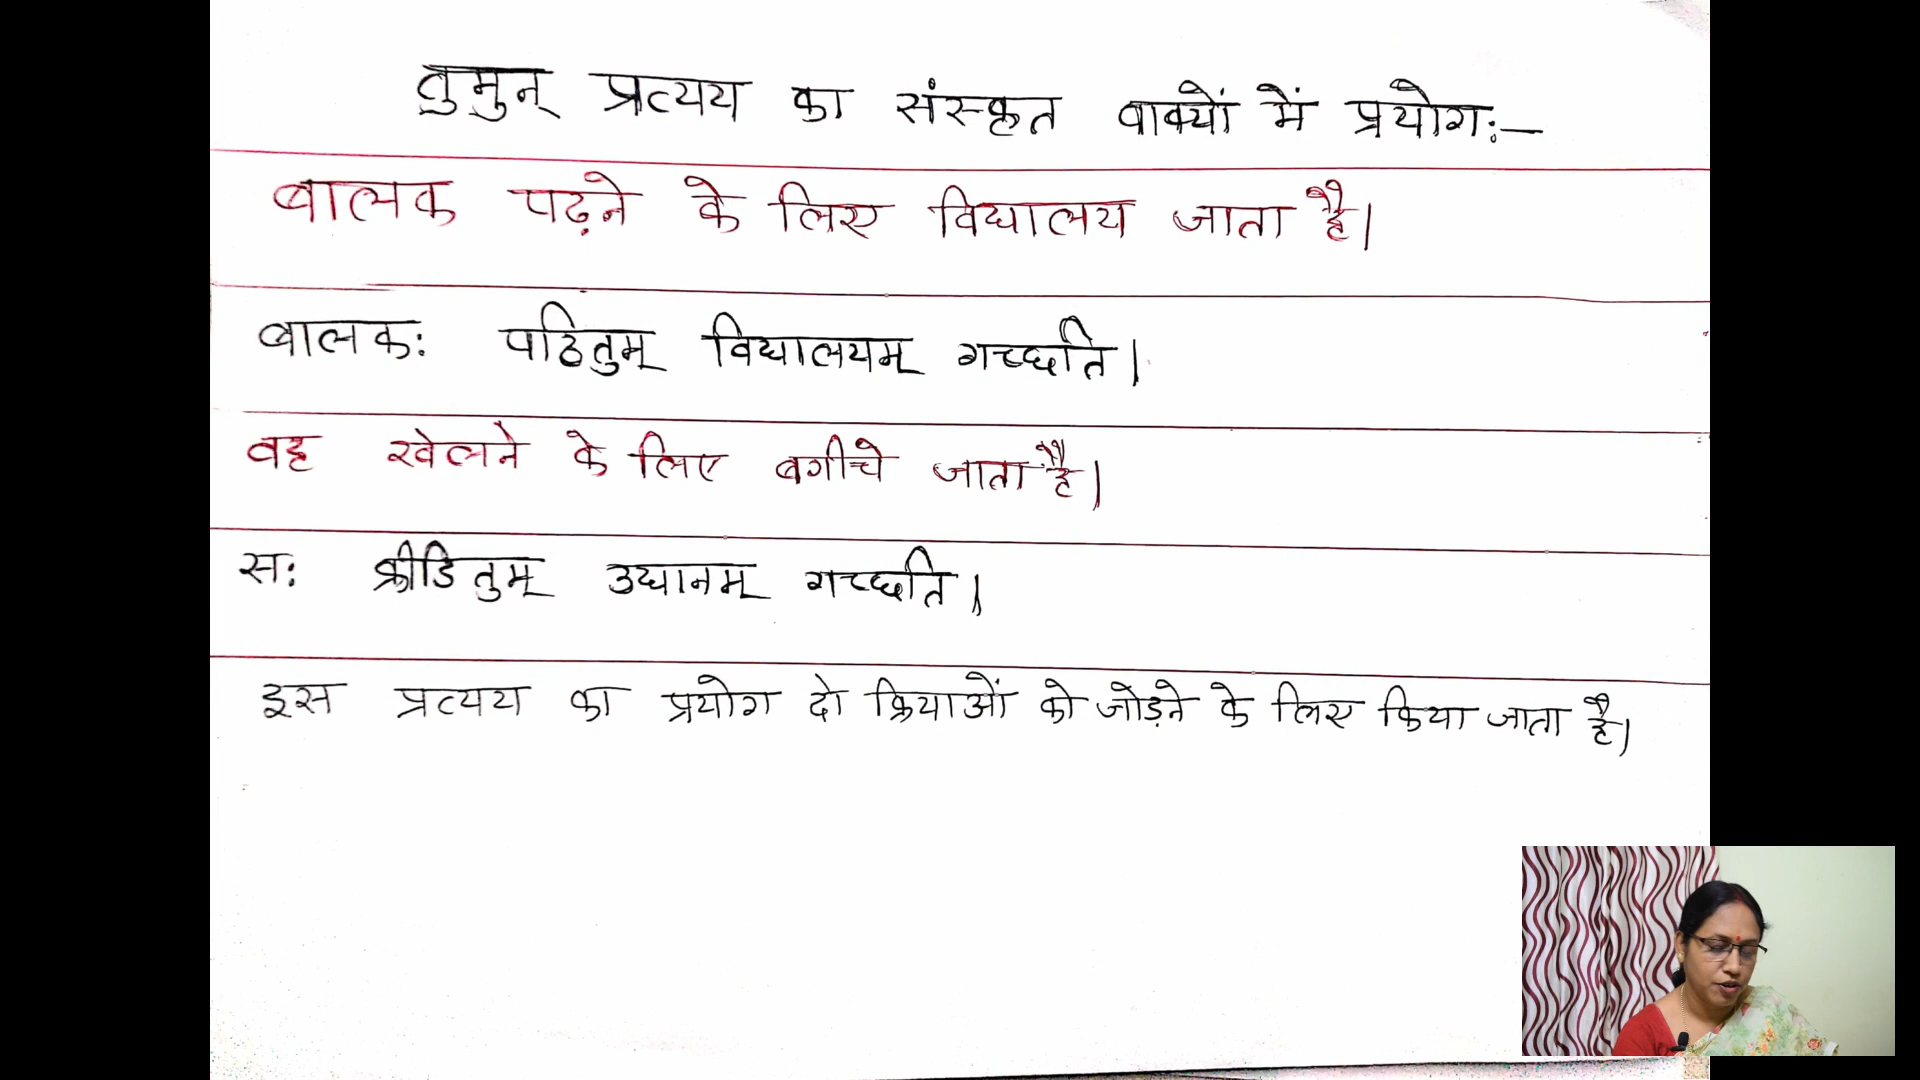 तुमुन् प्रत्यय का संस्कृत वाक्यों में प्रयोग:—
बालक पढ़ने के लिए विद्यालय जाता है।
बालक: पठितुम् विद्यालयम् गच्छति।
वह खेलने के लिए बगीचे जाता है।
स: क्रीडितुम् उद्यानम् गच्छति।
इस प्रत्यय का प्रयोग दो क्रियाओं को जोड़ने के लिए किया जाता है।